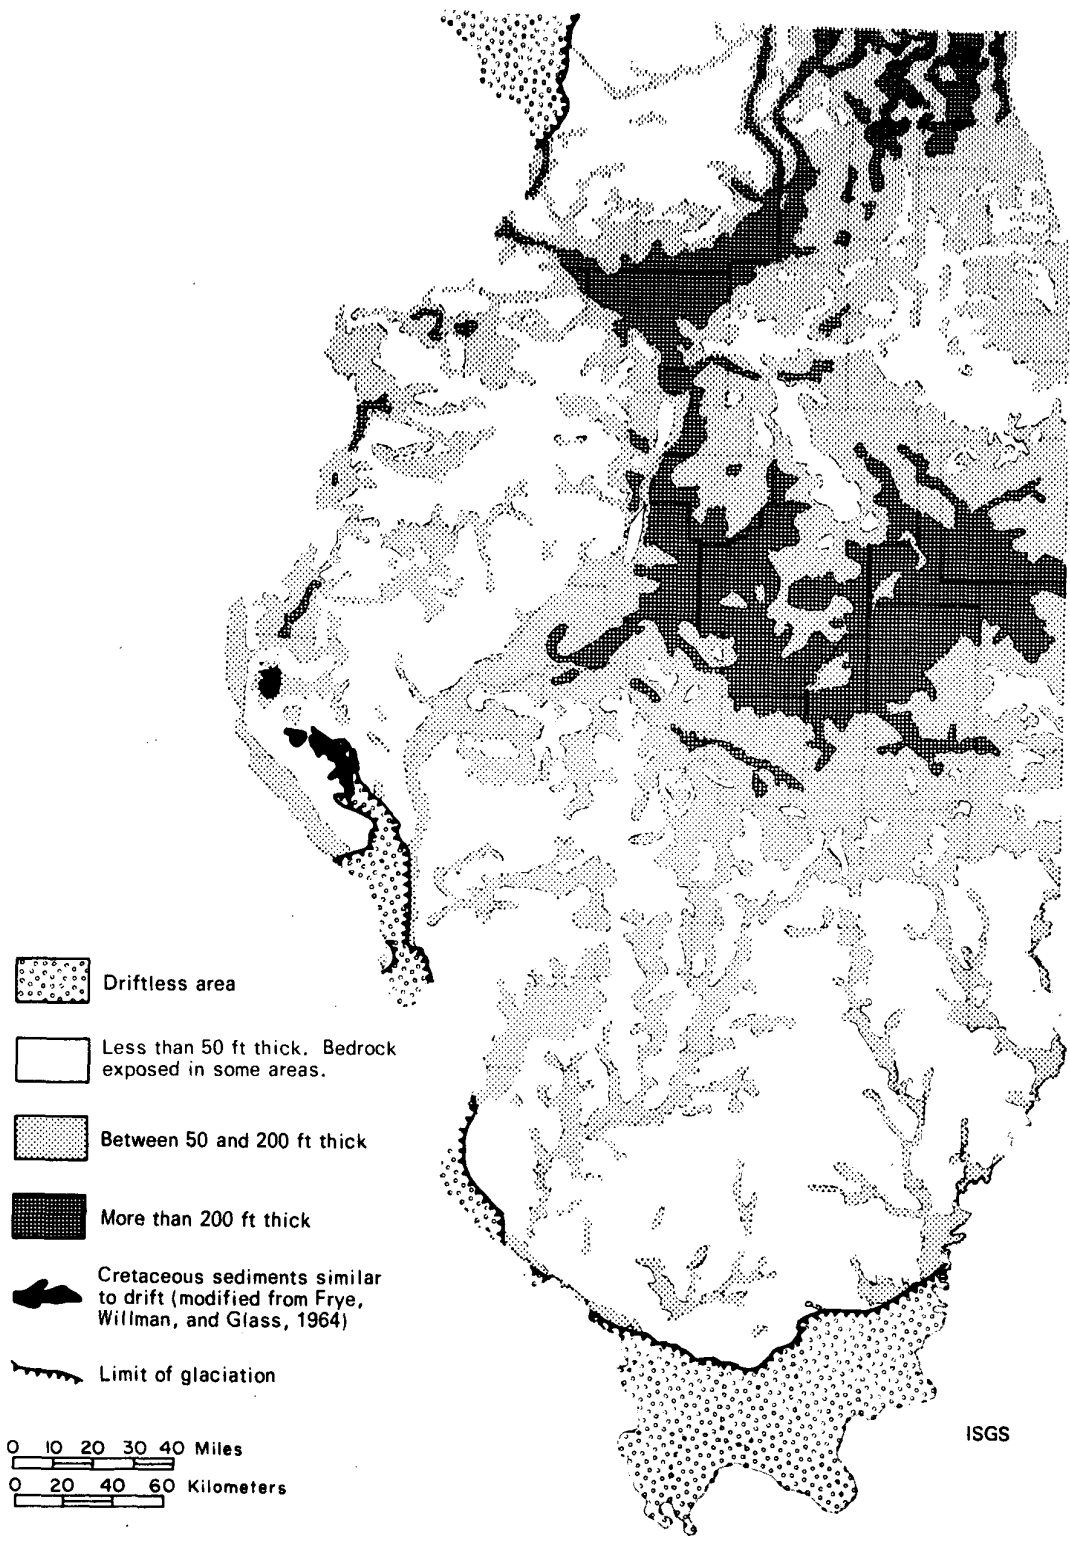 Driftless area
Less than 50 ft thick. Bedrock
exposed in some areas.
Between 50 and 200 ft thick
More than 200 ft thick
Cretaceous sediments similar
to drift (modified from Frye,
Willman, and Glass, 1964)
Limit of glaciation
ISGS
0 10 20 30 40 Miles
0 20 40 60 Kilometers